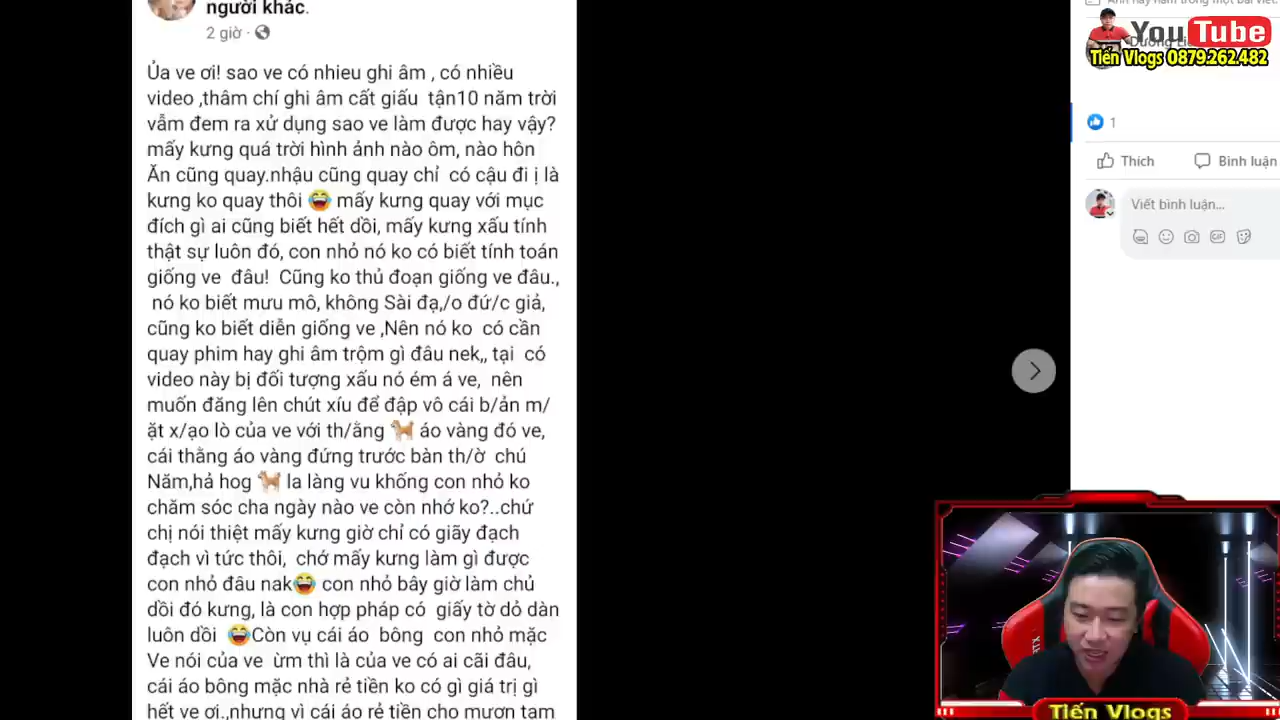 người khác.
2 giờ ·
Ủa ve ơi! sao ve có nhieu ghi âm , có nhiều
video ,thâm chí ghi âm cất giấu tận10 năm trời
vẫm đem ra xử dụng sao ve làm được hay vậy?
mấy kưng quá trời hình ảnh nào ôm, nào hôn
Ăn cũng quay.nhậu cũng quay chỉ có cậu đi ị là
kưng ko quay thôi 😂 mấy kưng quay với mục
đích gì ai cũng biết hết dồi, mấy kưng xấu tính
thật sự luôn đó, con nhỏ nó ko có biết tính toán
giống ve đâu! Cũng ko thủ đoạn giống ve đâu.,
nó ko biết mưu mô, không Sài đạ,/o đứ/c giả,
cũng ko biết diễn giống ve ,Nên nó ko có cần
quay phim hay ghi âm trộm gì đâu nek,, tại có
video này bị đối tượng xấu nó ém á ve, nên
muốn đăng lên chút xíu để đập vô cái b/ản m/
ặt x/ạo lò của ve với th/ằng 🐕 áo vàng đó ve,
cái thằng áo vàng đứng trước bàn th/ờ chú
Năm,hả hog 🐕 la làng vu khống con nhỏ ko
chăm sóc cha ngày nào ve còn nhớ ko?..chứ
chị nói thiệt mấy kưng giờ chỉ có giãy đạch
đạch vì tức thôi, chớ mấy kưng làm gì được
con nhỏ đâu nak😂 con nhỏ bây giờ làm chủ
dồi đó kưng, là con hợp pháp có giấy tờ dỏ dàn
luôn dồi 😂Còn vụ cái áo bông con nhỏ mặc
Ve nói của ve ừm thì là của ve có ai cãi đâu,
cái áo bông mặc nhà rẻ tiền ko có gì giá trị gì
hết ve ơi.,nhưng vì cái áo rẻ tiền cho mượn tạm
YouTube
Tiến Vlogs 0879.262.482
1
Thích
Bình luận
Viết bình luận...
GIF
Tiến Vlogs